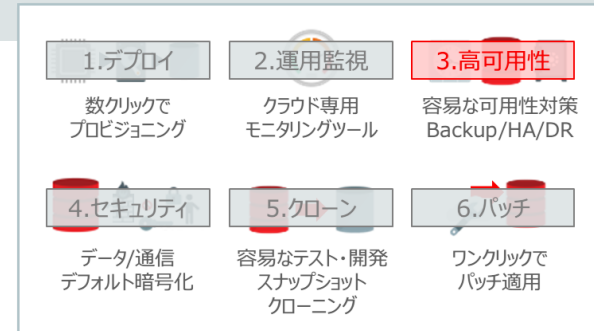 1.デプロイ
数クリックで
プロビジョニング
2.運用監視
クラウド専用
モニタリングツール
3.高可用性
容易な可用性対策
Backup/HA/DR
4.セキュリティ
データ/通信
デフォルト暗号化
5.クローン
容易なテスト・開発
スナップショット
クローニング
6.パッチ
ワンクリックで
パッチ適用